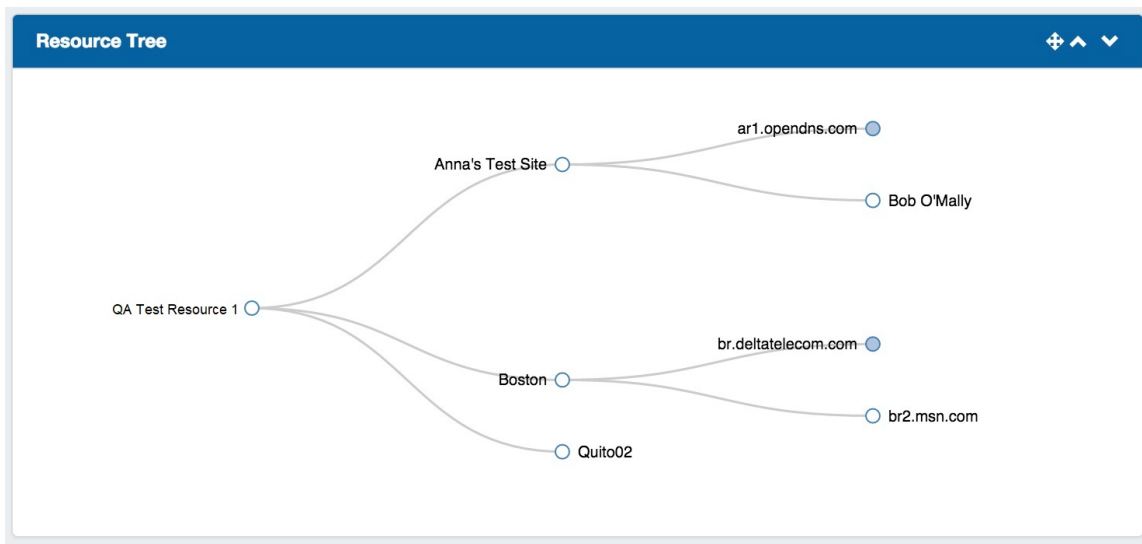 Resource Tree
ar1.opendns.com
Anna's Test Site
Bob O'Mally
QA Test Resource 1
br.deltatelecom.com
Boston
br2.msn.com
Quito02